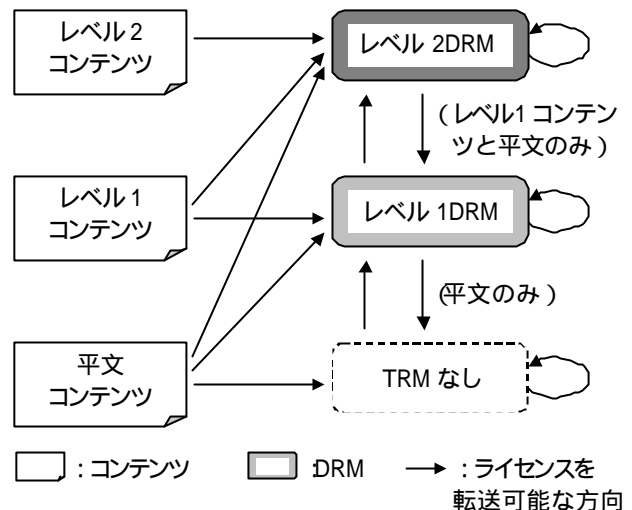 レベル 2
コンテンツ
レベル 2DRM
(レベル1 コンテン
ツと平文のみ)
レベル 1
コンテンツ
レベル 1DRM
(平文のみ)
平文
コンテンツ
TRM なし
:コンテンツ
:DRM
:ライセンスを
転送可能な方向